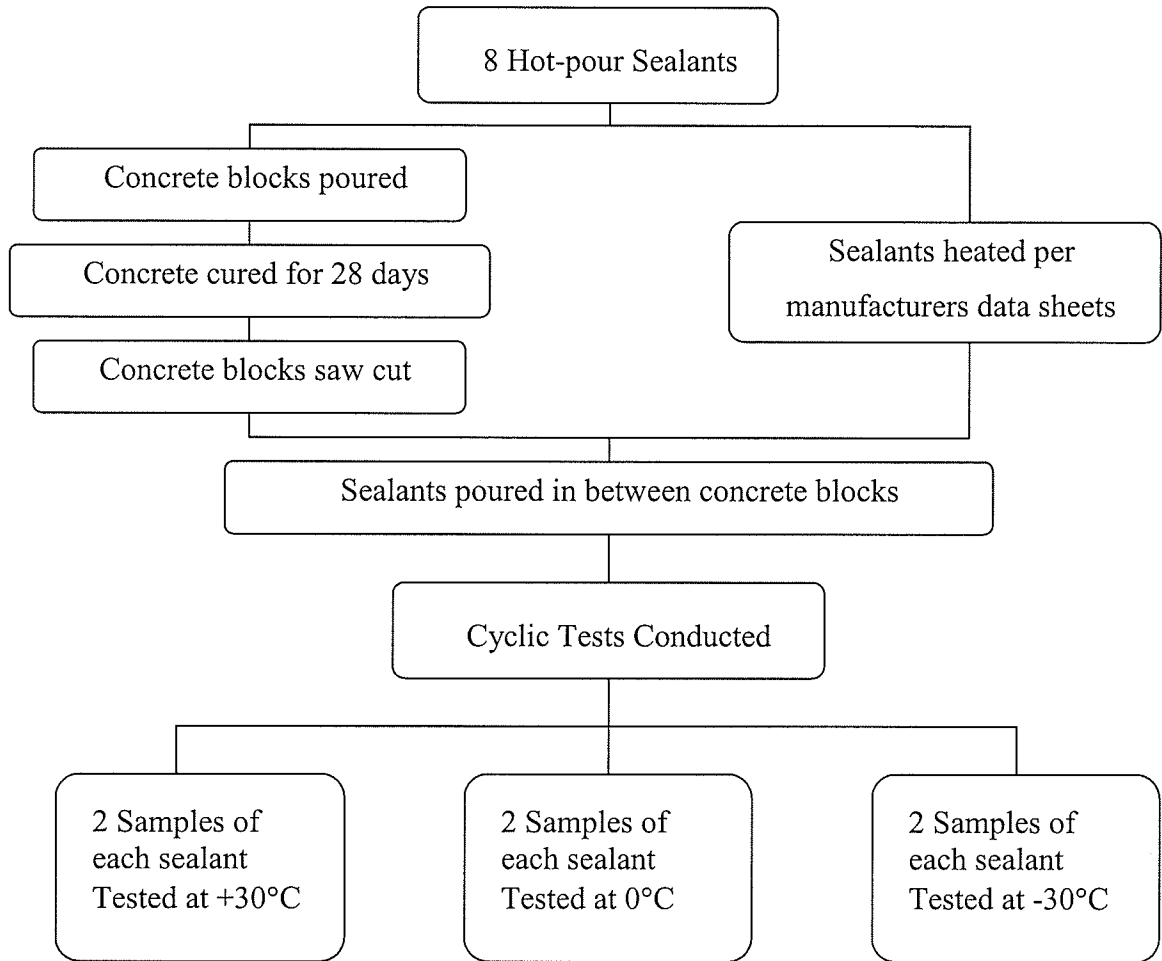 8 Hot-pour Sealants
Concrete blocks poured
Concrete cured for 28 days
Concrete blocks saw cut
Sealants heated per
manufacturers data sheets
Sealants poured in between concrete blocks
Cyclic Tests Conducted
2 Samples of
each sealant
Tested at +30°C
2 Samples of
each sealant
Tested at 0°C
2 Samples of
each sealant
Tested at -30°C